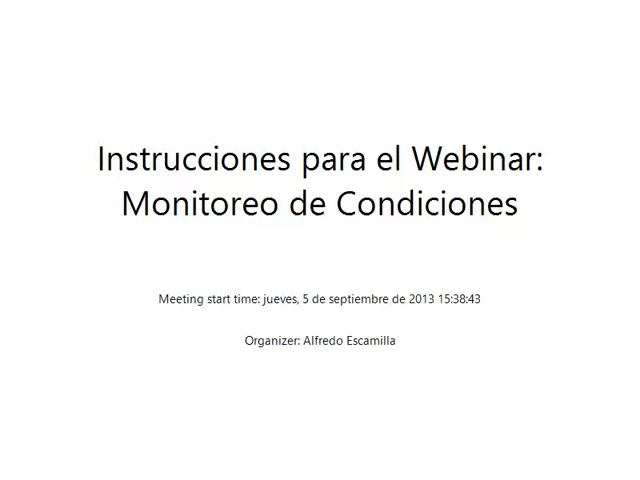 Instrucciones para el Webinar:
Monitoreo de Condiciones
Meeting start time: jueves, 5 de septiembre de 2013 15:38:43
Organizer: Alfredo Escamilla